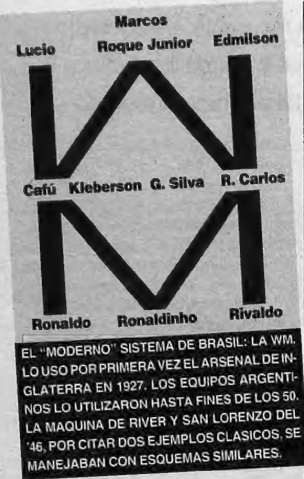 Marcos
Lucio Roque Junior Edmilson
Cafú Kleberson G. Silva R. Carlos
Ronaldo Ronaldinho Rivaldo
EL "MODERNO" SISTEMA DE BRASIL: LA WM.
LO USO POR PRIMERA VEZ EL ARSENAL DE IN-
GLATERRA EN 1927. LOS EQUIPOS ARGENTI-
NOS LO UTILIZARON HASTA FINES DE LOS 50.
LA MAQUINA DE RIVER Y SAN LORENZO DEL
'46, POR CITAR DOS EJEMPLOS CLASICOS, SE
MANEJABAN CON ESQUEMAS SIMILARES.